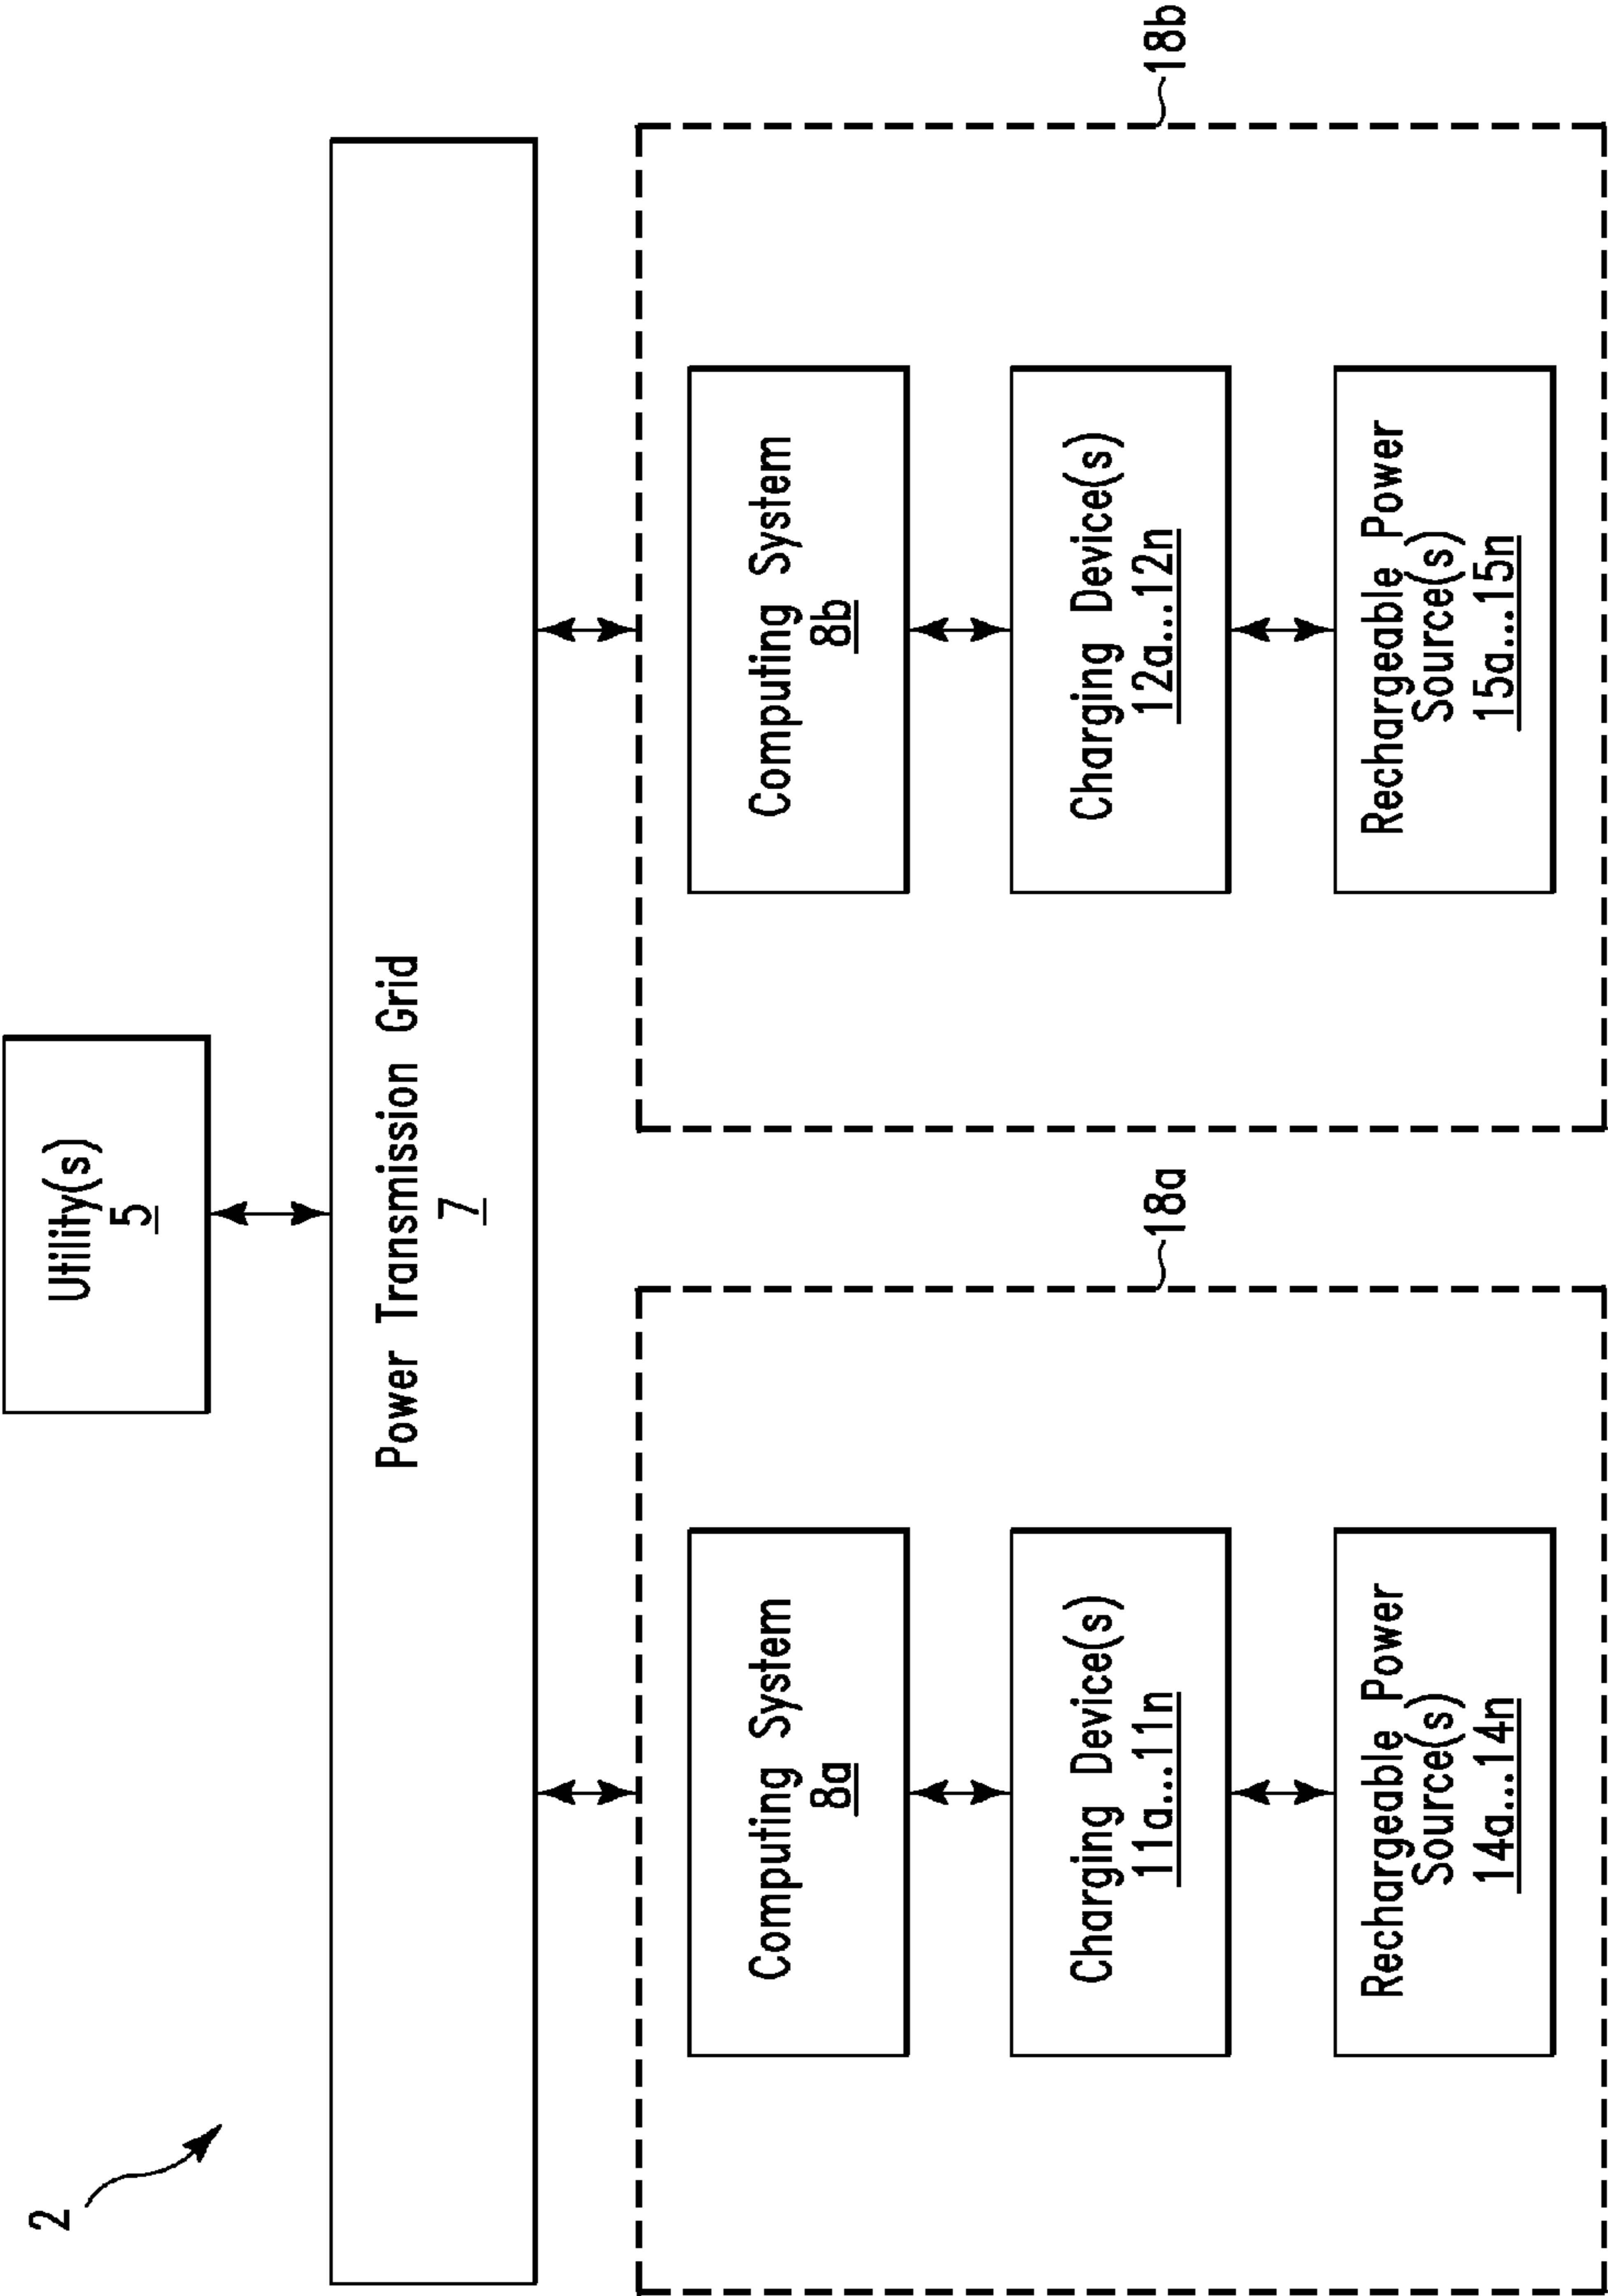 2
Utility(s)
5
Power Transmission Grid
7
18a
Computing System
8a
Charging Device(s)
11a...11n
Rechargeable Power
Source(s)
14a...14n
18b
Computing System
8b
Charging Device(s)
12a...12n
Rechargeable Power
Source(s)
15a...15n